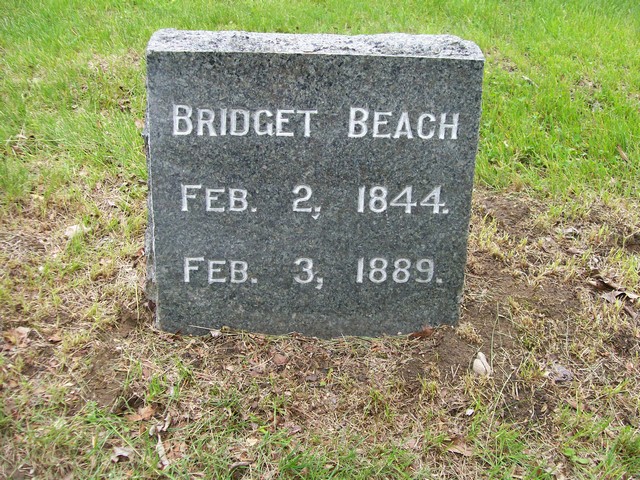 Bridget Beach
Feb. 2, 1844.
Feb. 3, 1889.